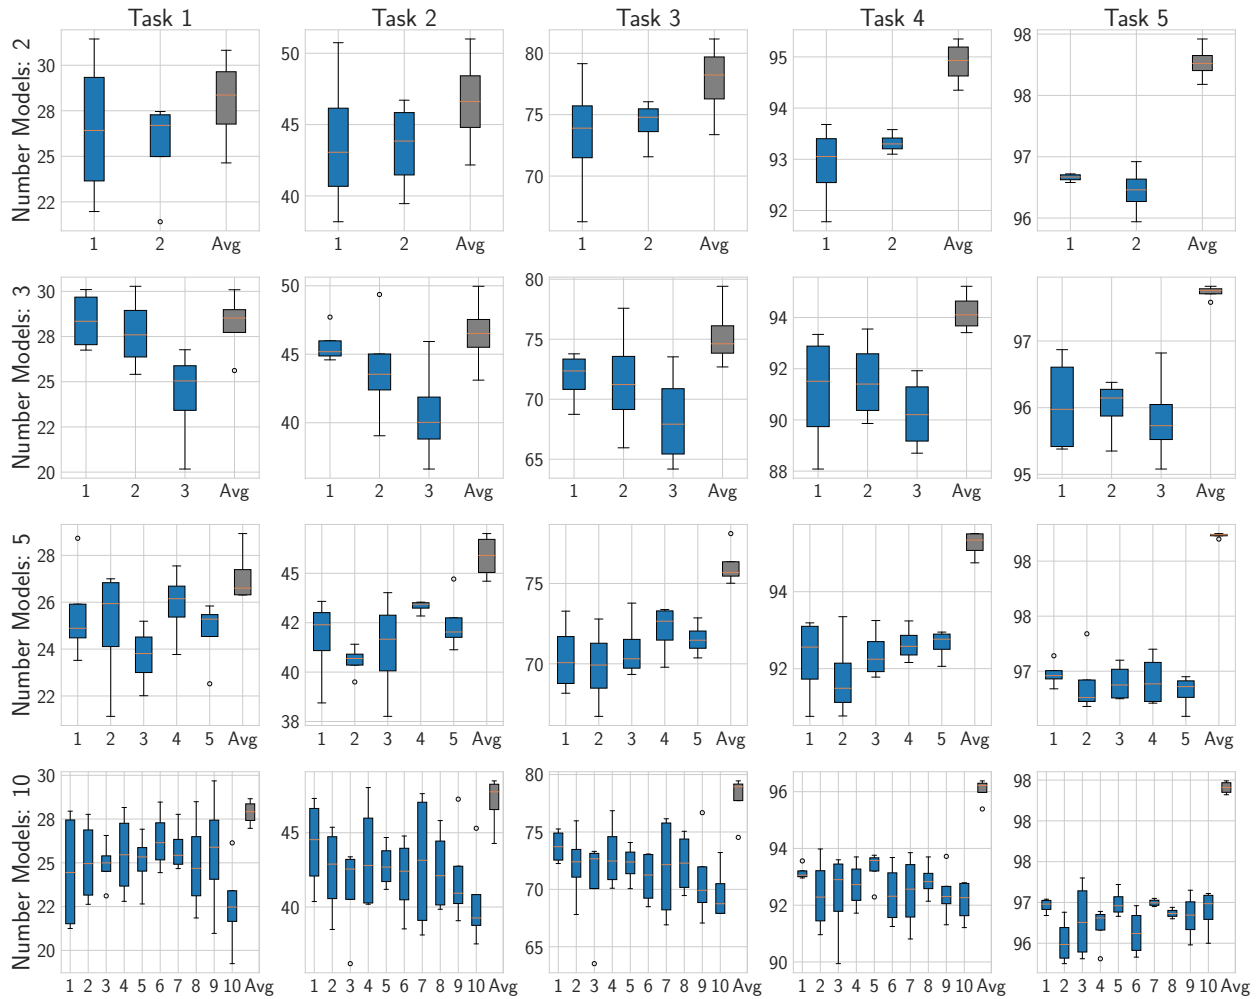 Task 1 Task 2 Task 3 Task 4 Task 5
Number Models: 2
30 28 25 22
1 2 Avg
50 45 40
1 2 Avg
80 75 70
1 2 Avg
95 94 93 92
1 2 Avg
98 98 97 96
1 2 Avg
Number Models: 3
30 28 25 22 20
1 2 3 Avg
50 45 40
1 2 3 Avg
80 75 70 65
1 2 3 Avg
94 92 90 88
1 2 3 Avg
97 96 95
1 2 3 Avg
Number Models: 5
28 26 24 22
1 2 3 4 5 Avg
45 42 40 38
1 2 3 4 5 Avg
75 70
1 2 3 4 5 Avg
94 92
1 2 3 4 5 Avg
98 98 97
1 2 3 4 5 Avg
Number Models: 10
30 28 25 22 20
1 2 3 4 5 6 7 8 9 10 Avg
45 40
1 2 3 4 5 6 7 8 9 10 Avg
80 75 70 65
1 2 3 4 5 6 7 8 9 10 Avg
96 94 92 90
1 2 3 4 5 6 7 8 9 10 Avg
98 98 98 97 96
1 2 3 4 5 6 7 8 9 10 Avg